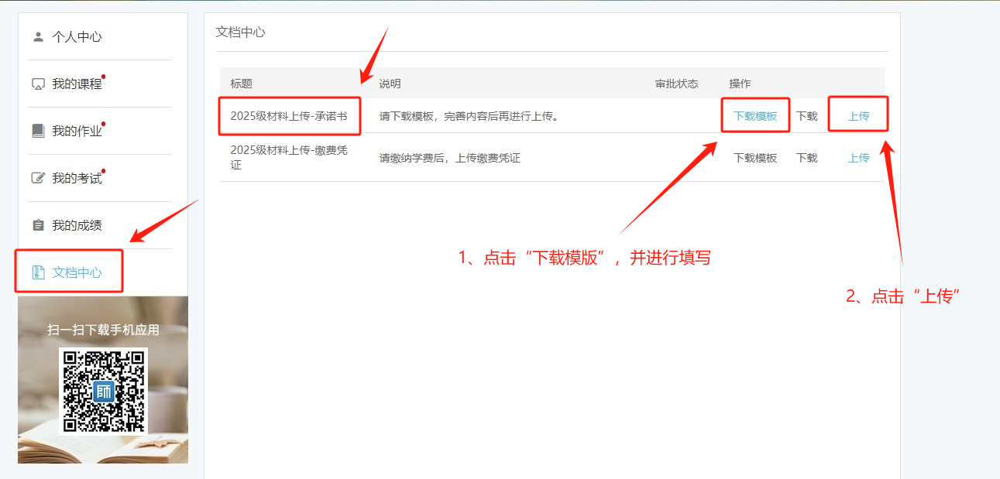 个人中心
我的课程
我的作业
我的考试
我的成绩
文档中心
扫一扫下载手机应用
師
文档中心
标题 说明 审批状态 操作
2025级材料上传-承诺书 请下载模板，完善内容后再进行上传。 下载模板 下载 上传
2025级材料上传-缴费凭
证 请缴纳学费后，上传缴费凭证 下载模板 下载 上传
1、点击“下载模版”，并进行填写
2、点击“上传”